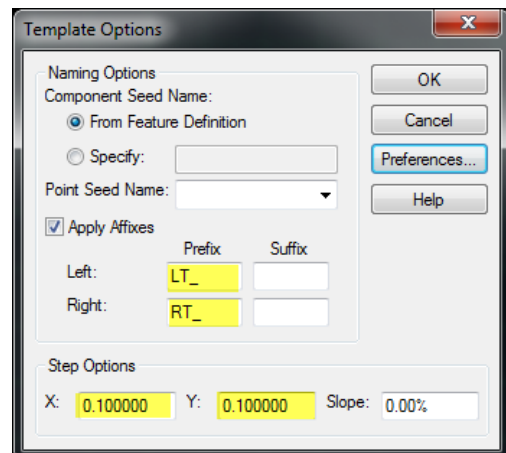 Template Options
Naming Options
Component Seed Name:
From Feature Definition
Specify:
Point Seed Name:
Apply Affixes
Prefix Suffix
Left: LT_
Right: RT_
OK
Cancel
Preferences...
Help
Step Options
X: 0.100000 Y: 0.100000 Slope: 0.00%